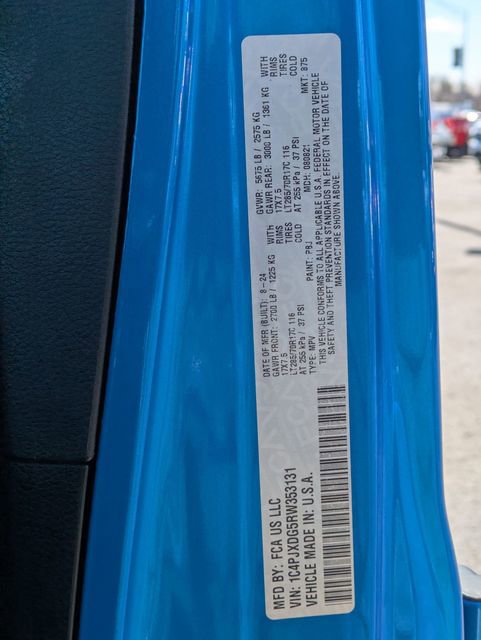 MFD BY: FCA US LLC
VIN: 1C4PJXDG5RW353131
VEHICLE MADE IN: U.S.A.
DATE OF MFR (BUILT): 8-24
GVWR: 5675 LB / 2575 KG
GAWR FRONT: 2700 LB / 1225 KG WITH
17X7.5 RIMS
LT285/70R17C 116 TIRES
AT 255 kPa / 37 PSI COLD
GAWR REAR: 3000 LB / 1361 KG WITH
17X7.5 RIMS
LT285/70R17C 116 TIRES
AT 255 kPa / 37 PSI COLD
TYPE: MPV PAINT: PBJ MDH: 080821 MKT: 875
THIS VEHICLE CONFORMS TO ALL APPLICABLE U.S.A. FEDERAL MOTOR VEHICLE
SAFETY AND THEFT PREVENTION STANDARDS IN EFFECT ON THE DATE OF
MANUFACTURE SHOWN ABOVE.